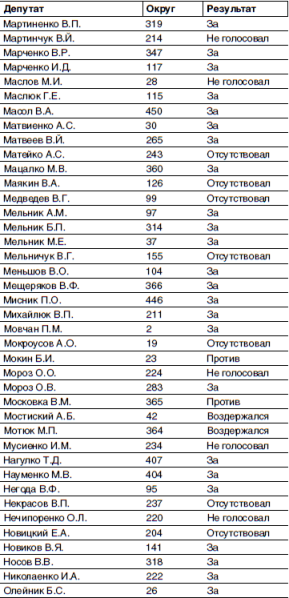 Депутат Округ Результат
Мартиненко В.П. 319 За
Мартинчук В.Й. 214 Не голосовал
Марченко В.Р. 347 За
Марченко И.Д. 117 За
Маслов М.И. 28 Не голосовал
Маслюк Г.Е. 115 За
Масол В.А. 450 За
Матвиенко А.С. 30 За
Матвеев В.Й. 265 За
Матейко А.С. 243 Отсутствовал
Мацалко М.В. 360 За
Маякин В.А. 126 Отсутствовал
Медведев В.Г. 99 Отсутствовал
Мельник А.М. 97 За
Мельник Б.П. 314 За
Мельник М.Е. 37 За
Мельничук В.Г. 155 Отсутствовал
Меньшов В.О. 104 За
Мещеряков В.Ф. 366 За
Мисник П.О. 446 За
Михайлюк В.П. 211 За
Мовчан П.М. 2 За
Мокроусов А.О. 19 Отсутствовал
Мокин Б.И. 23 Против
Мороз О.О. 224 Не голосовал
Мороз О.В. 283 За
Московка В.М. 365 Против
Мостиский А.Б. 42 Воздержался
Мотюк М.П. 364 Воздержался
Мусиенко И.М. 234 Не голосовал
Нагулко Т.Д. 407 За
Науменко М.В. 404 За
Негода В.Ф. 95 За
Некрасов В.П. 237 Отсутствовал
Нечипоренко О.Л. 220 Не голосовал
Новицкий Е.А. 204 Отсутствовал
Новиков В.Я. 141 За
Носов В.В. 318 За
Николаенко И.А. 222 За
Олейник Б.С. 26 За